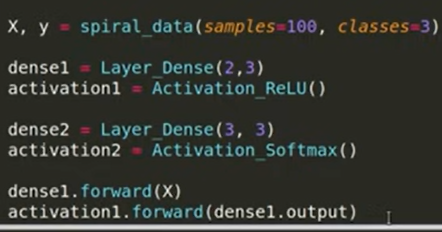 X, y = spiral_data(samples=100, classes=3)
dense1 = Layer_Dense(2,3)
activation1 = Activation_ReLU()
dense2 = Layer_Dense(3, 3)
activation2 = Activation_Softmax()
dense1.forward(X)
activation1.forward(dense1.output)